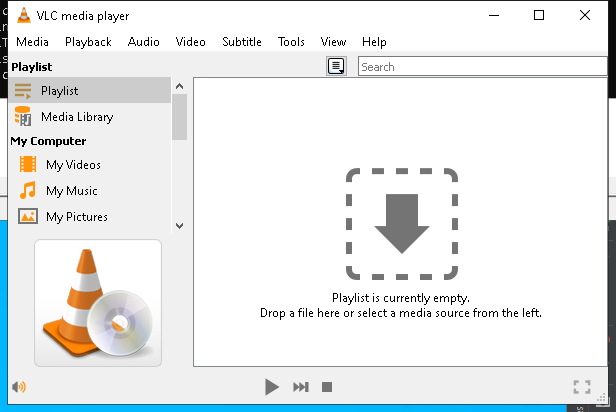 VLC media player
Media Playback Audio Video Subtitle Tools View Help
Playlist
Search
Playlist
Media Library
My Computer
My Videos
My Music
My Pictures
Playlist is currently empty.
Drop a file here or select a media source from the left.